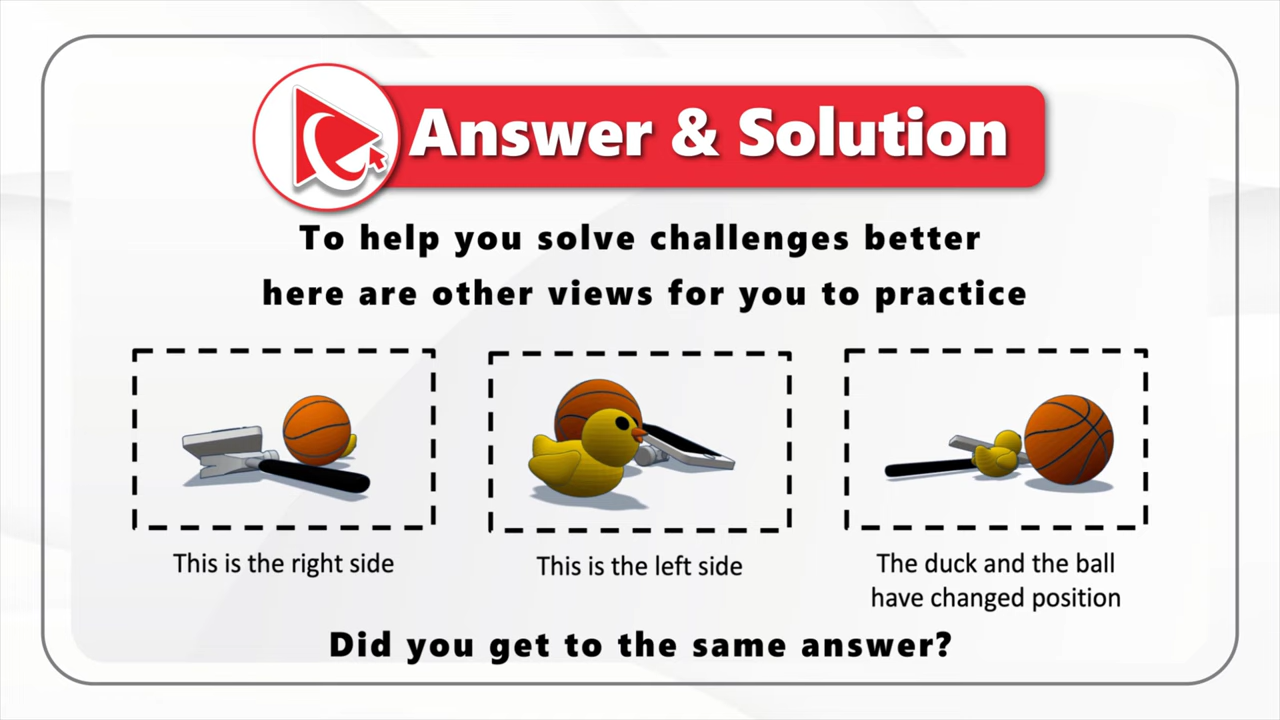 Answer & Solution
To help you solve challenges better
here are other views for you to practice
This is the right side
This is the left side
The duck and the ball
have changed position
Did you get to the same answer?